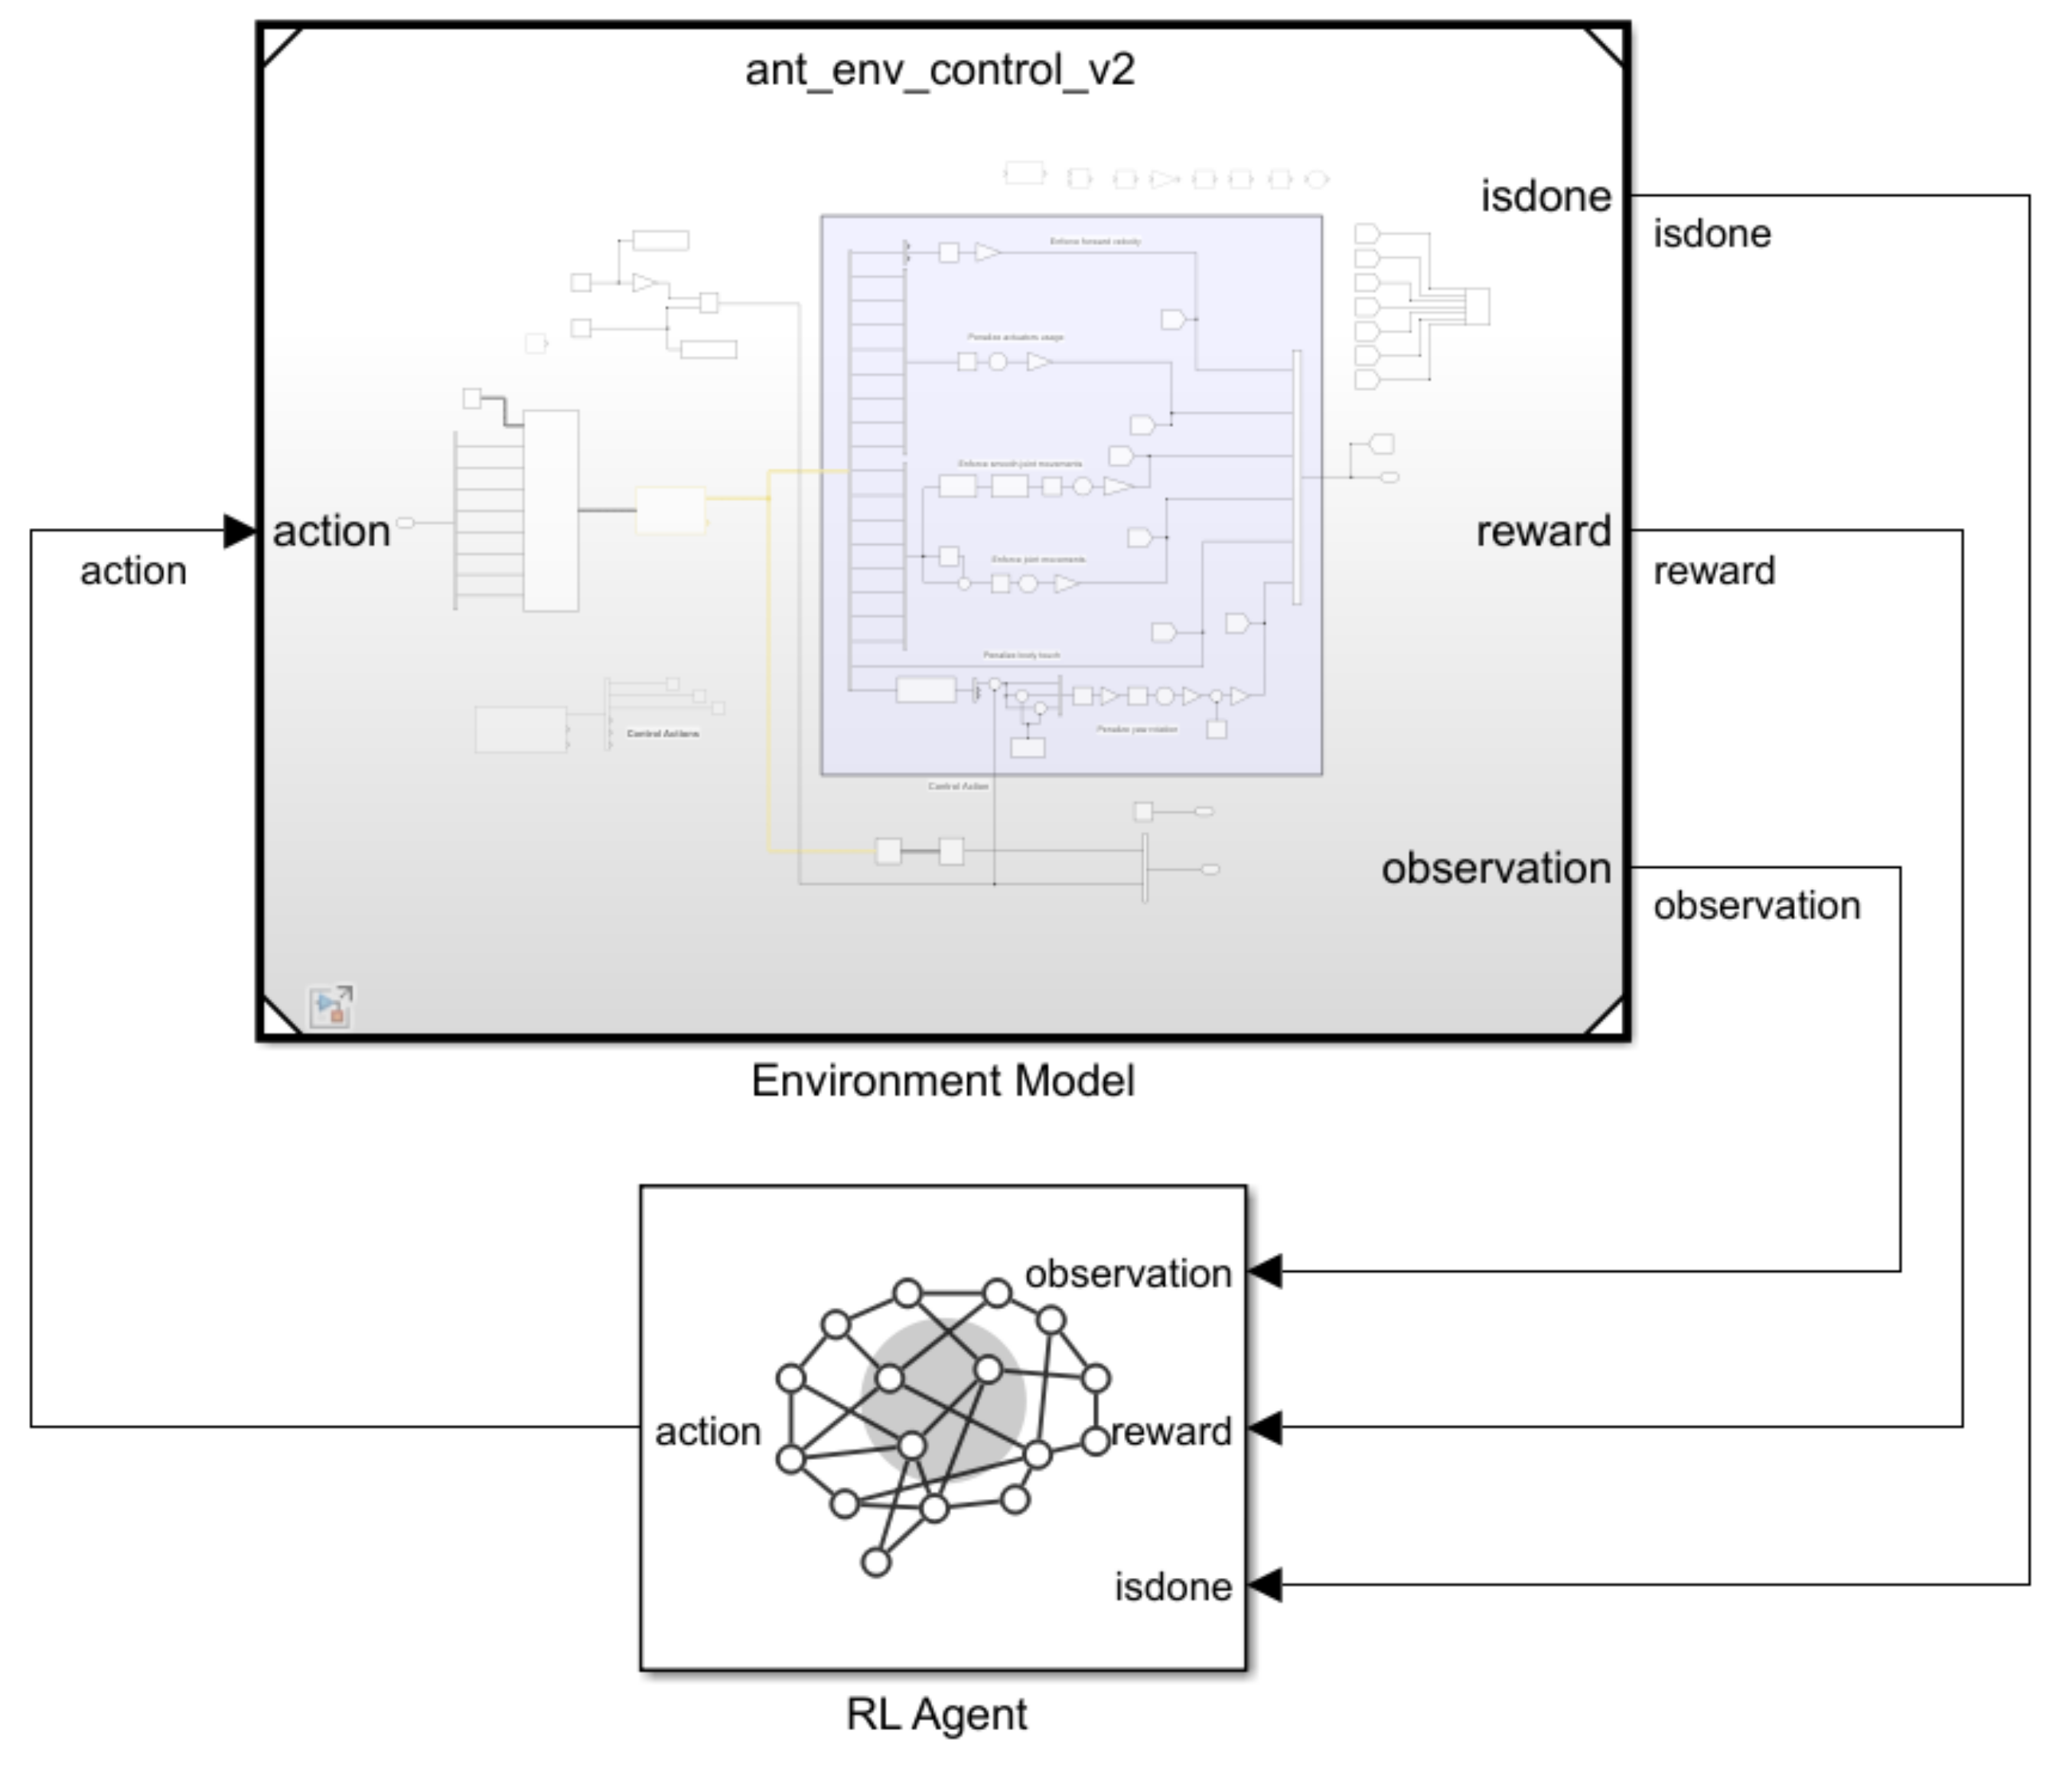 ant_env_control_v2
isdone
isdone
Enforce forward velocity
Penalize actuators usage
Enforce smooth joint movements
action
action
reward
reward
Enforce joint movements
Penalize body touch
Control Actions
Penalize yaw rotation
Control Action
observation
observation
Environment Model
observation
action
reward
isdone
RL Agent